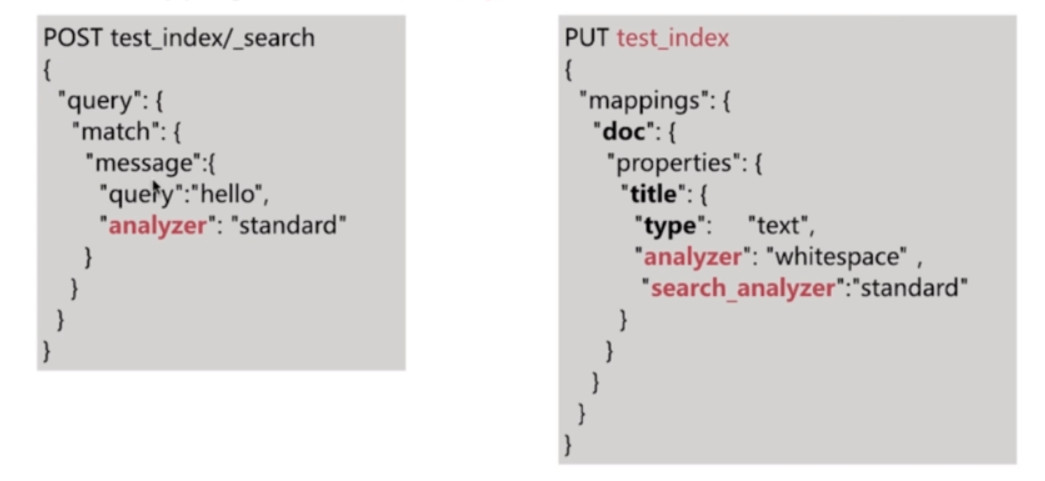 POST test_index/_search
{
"query": {
"match": {
"message":{
"query":"hello",
"analyzer": "standard"
}
}
}
}
PUT test_index
{
"mappings": {
"doc": {
"properties": {
"title": {
"type": "text",
"analyzer": "whitespace" ,
"search_analyzer":"standard"
}
}
}
}
}